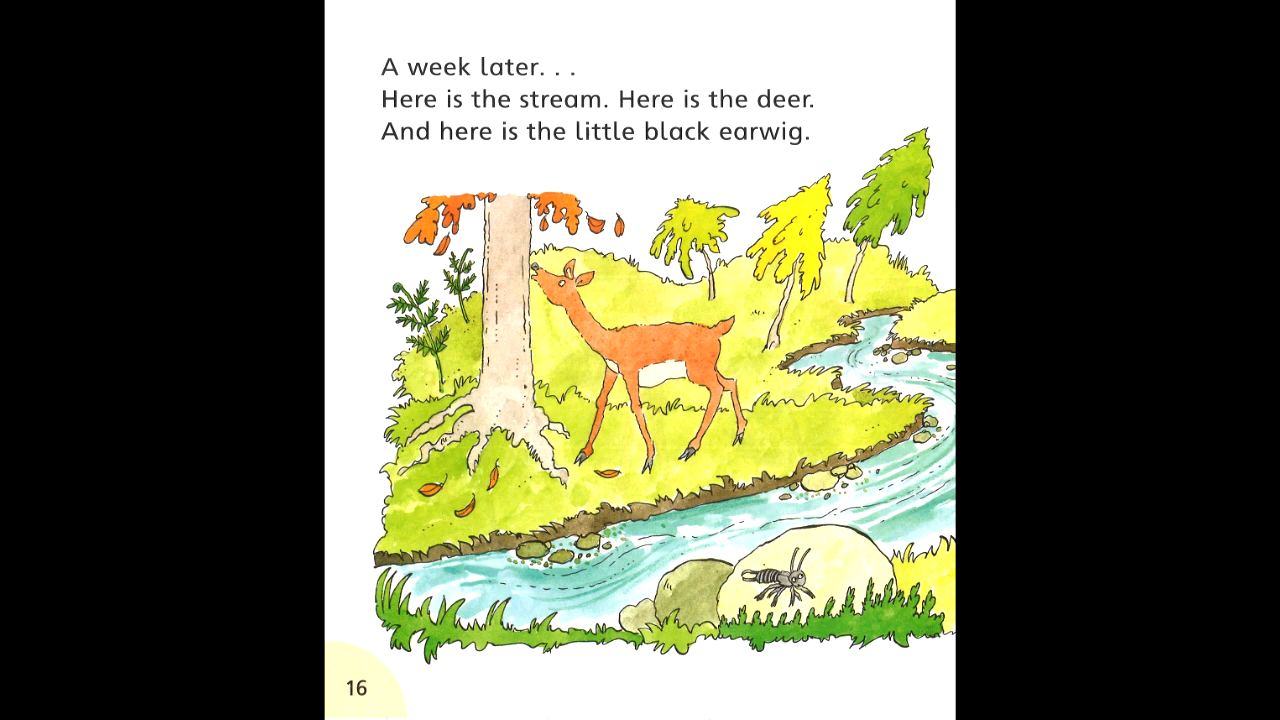 A week later. . .
Here is the stream. Here is the deer.
And here is the little black earwig.
16